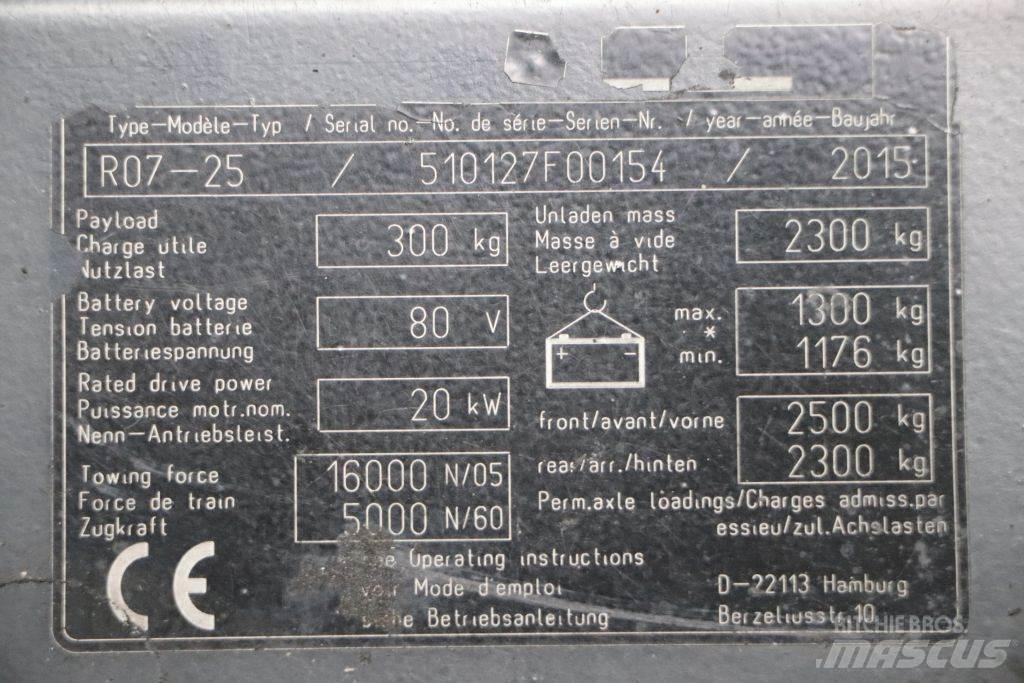 Type–Modèle–Typ / Serial no.–No. de série–Serien–Nr. / year–année–Baujahr
R07–25 / 510127F00154 / 2015
Payload
Charge utile
Nutzlast
300 kg
Unladen mass
Masse à vide
Leergewicht
2300 kg
Battery voltage
Tension batterie
Batteriespannung
80 V
+ –
max. 1300 kg
*
min. 1176 kg
Rated drive power
Puissance motr.nom.
Nenn–Antriebsleist.
20 kW
front/avant/vorne 2500
rear/arr./hinten 2300 kg
Towing force
Force de train
Zugkraft
16000 N/05
5000 N/60
Perm.axle loadings/Charges admiss.par
essieu/zul.Achslasten
CE
Operating instructions
Mode d'emploi
Betriebsanleitung
D–22113 Hamburg
Berzeliusstr.10
RITCHIE BROS.
MASCUS